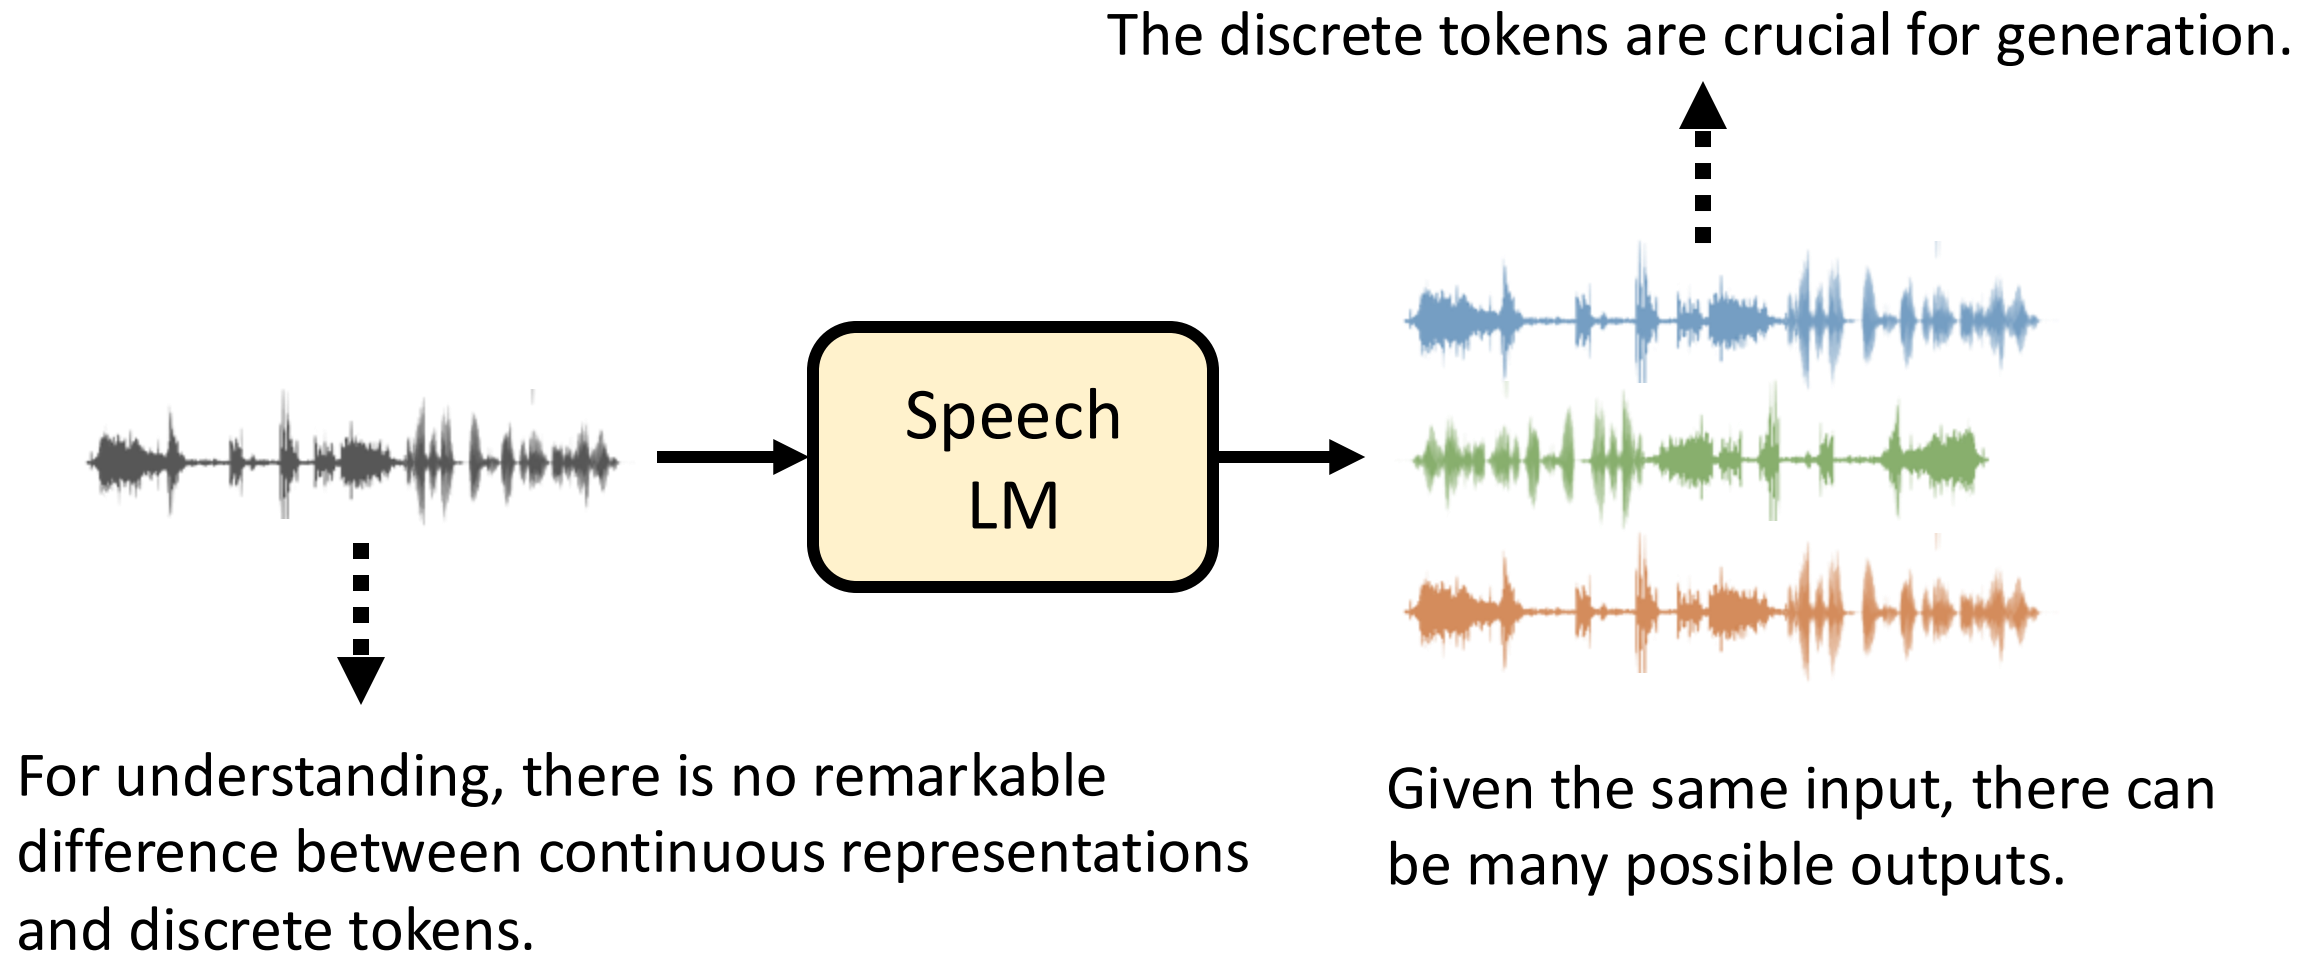 The discrete tokens are crucial for generation.
Speech
LM
For understanding, there is no remarkable
difference between continuous representations
and discrete tokens.
Given the same input, there can
be many possible outputs.